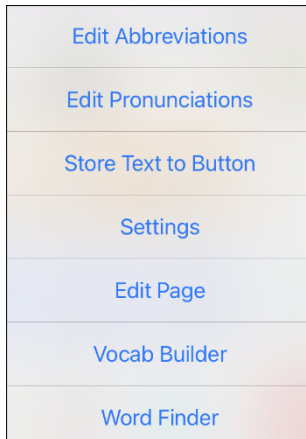 Edit Abbreviations
Edit Pronunciations
Store Text to Button
Settings
Edit Page
Vocab Builder
Word Finder